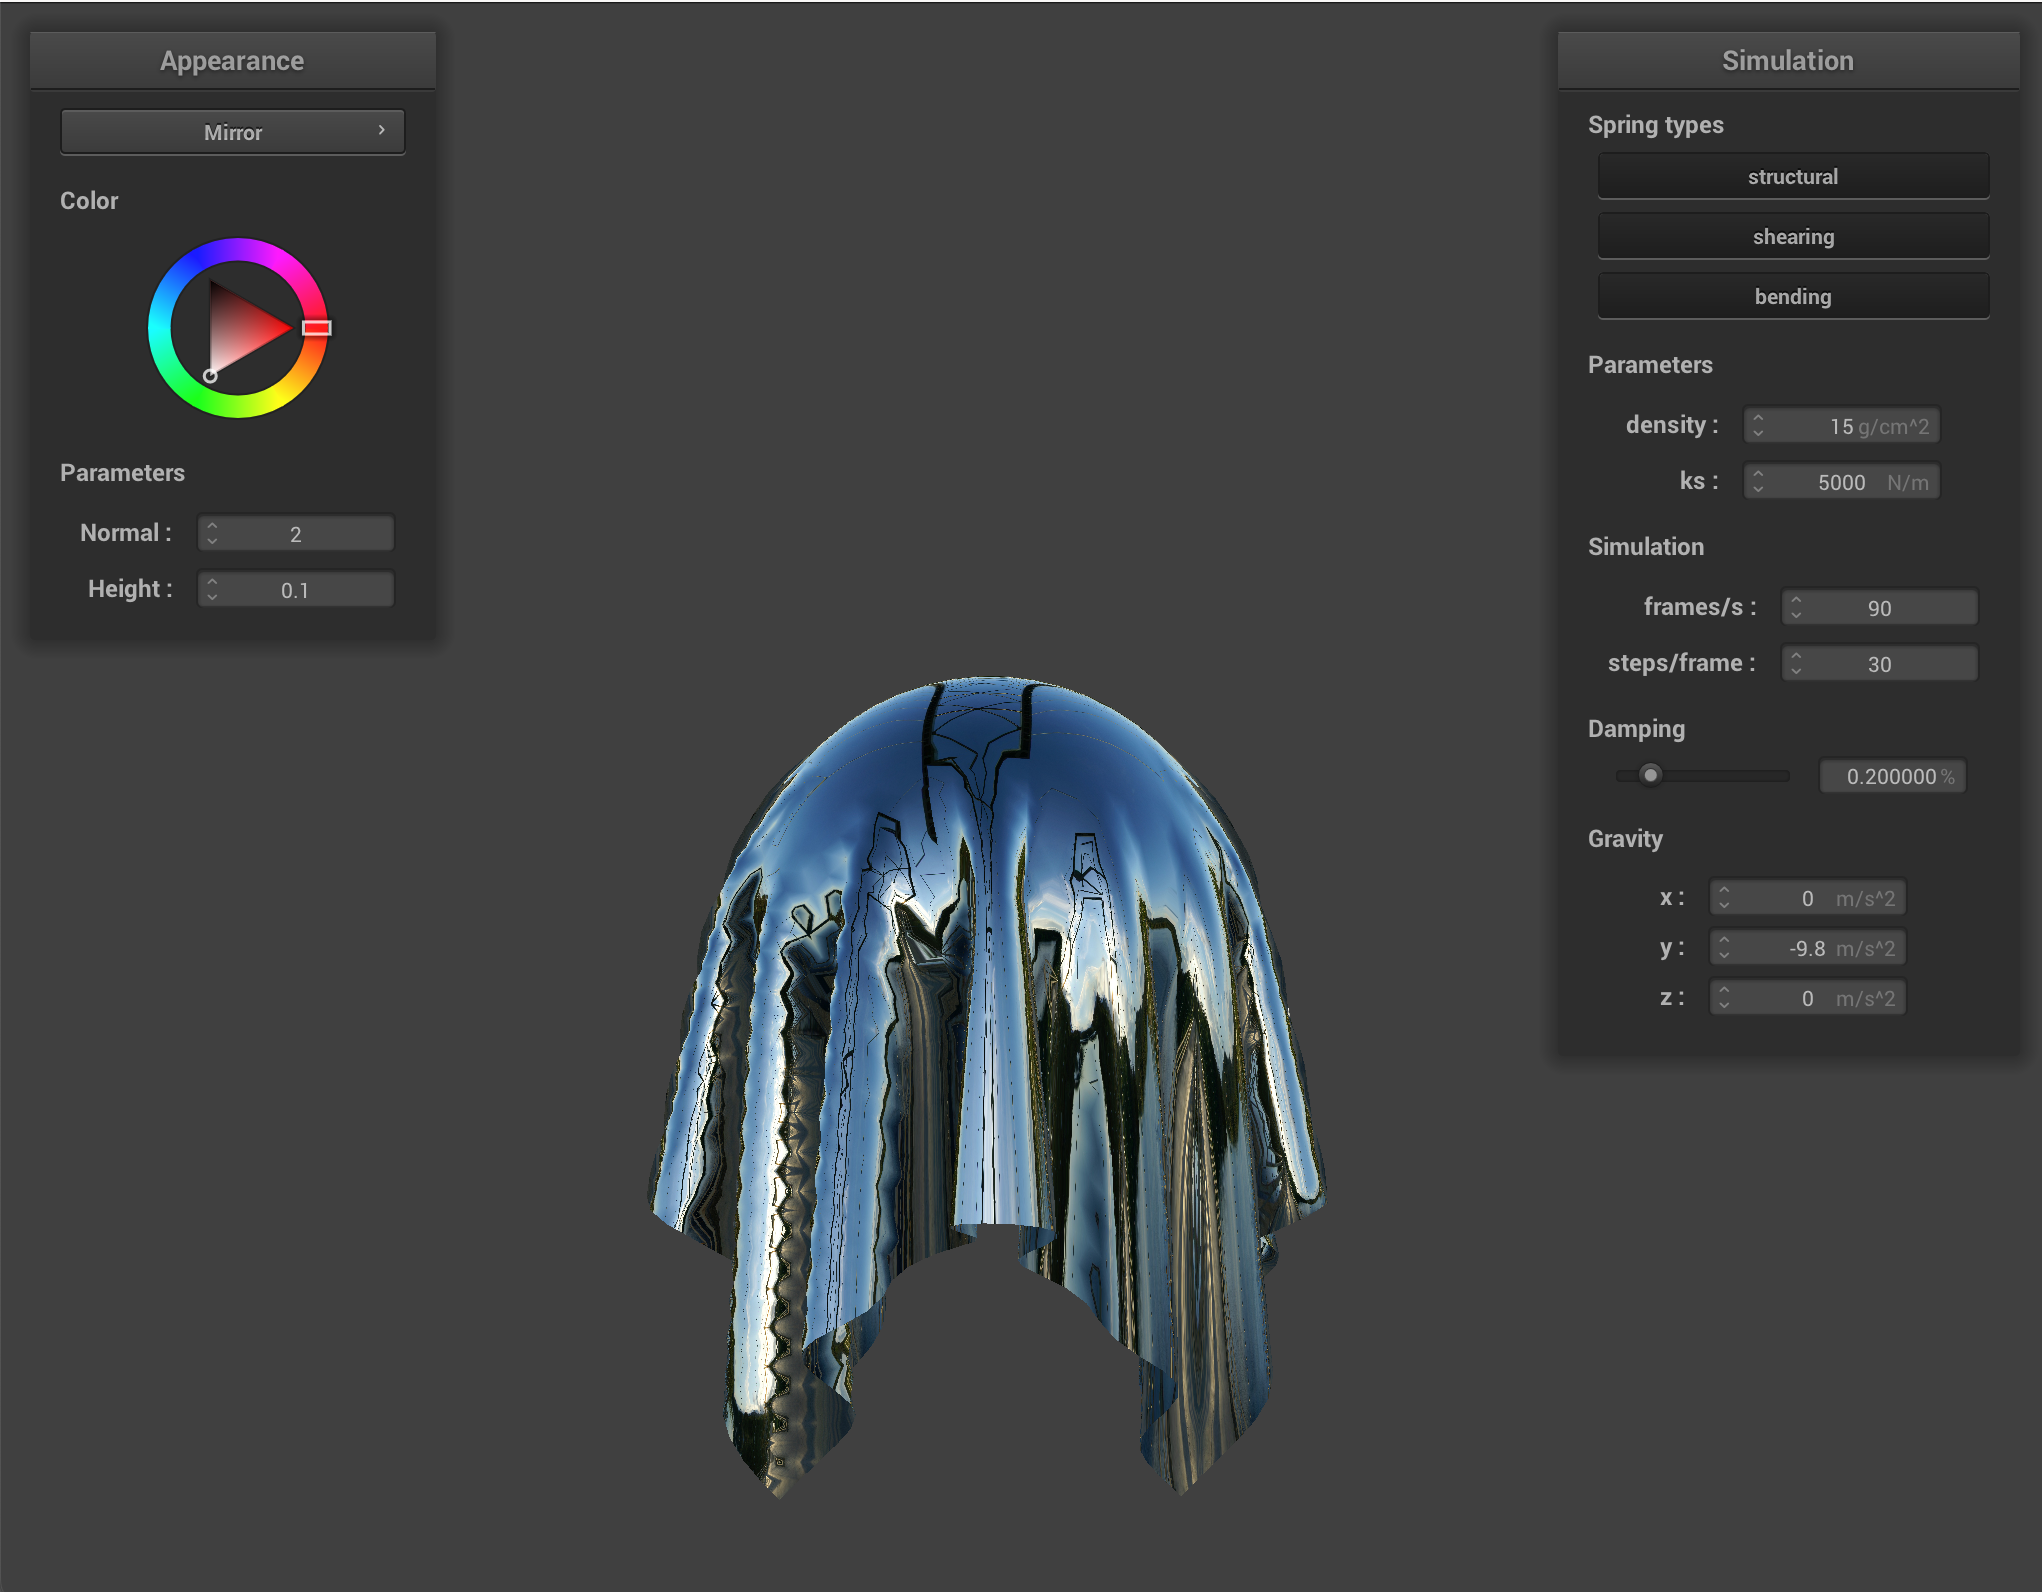 Appearance
Mirror
Color
Parameters
Normal : 2
Height : 0.1
Simulation
Spring types
structural
shearing
bending
Parameters
density : 15 g/cm^2
ks : 5000 N/m
Simulation
frames/s : 90
steps/frame : 30
Damping
0.200000 %
Gravity
x : 0 m/s^2
y : -9.8 m/s^2
z : 0 m/s^2